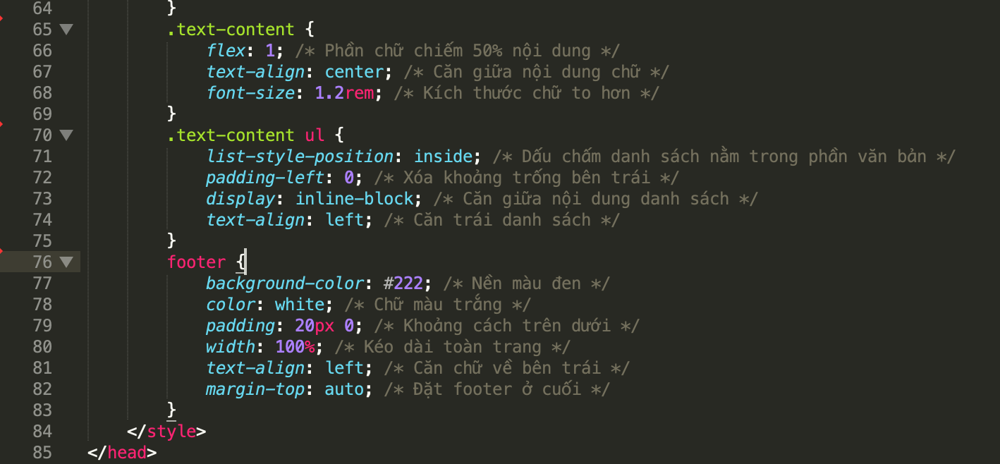 64 }
65 .text-content {
66 flex: 1; /* Phần chữ chiếm 50% nội dung */
67 text-align: center; /* Căn giữa nội dung chữ */
68 font-size: 1.2rem; /* Kích thước chữ to hơn */
69 }
70 .text-content ul {
71 list-style-position: inside; /* Dấu chấm danh sách nằm trong phần văn bản */
72 padding-left: 0; /* Xóa khoảng trống bên trái */
73 display: inline-block; /* Căn giữa nội dung danh sách */
74 text-align: left; /* Căn trái danh sách */
75 }
76 footer {
77 background-color: #222; /* Nền màu đen */
78 color: white; /* Chữ màu trắng */
79 padding: 20px 0; /* Khoảng cách trên dưới */
80 width: 100%; /* Kéo dài toàn trang */
81 text-align: left; /* Căn chữ về bên trái */
82 margin-top: auto; /* Đặt footer ở cuối */
83 }
84 </style>
85 </head>